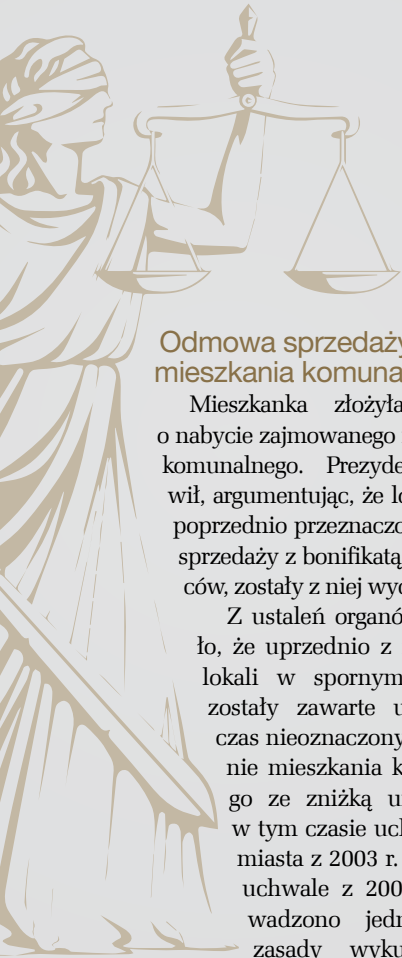 Odmowa sprzedaży
mieszkania komuna
Mieszkanka złożyła
o nabycie zajmowanego
komunalnego. Prezyde
wił, argumentując, że lo
poprzednio przeznaczo
sprzedaży z bonifikatą
ców, zostały z niej wyc
Z ustaleń organó
ło, że uprzednio z
lokali w spornym
zostały zawarte u
czas nieoznaczony
nie mieszkania k
go ze zniżką u
w tym czasie uch
miasta z 2003 r.
uchwale z 200
wadzono jedn
zasady wyku